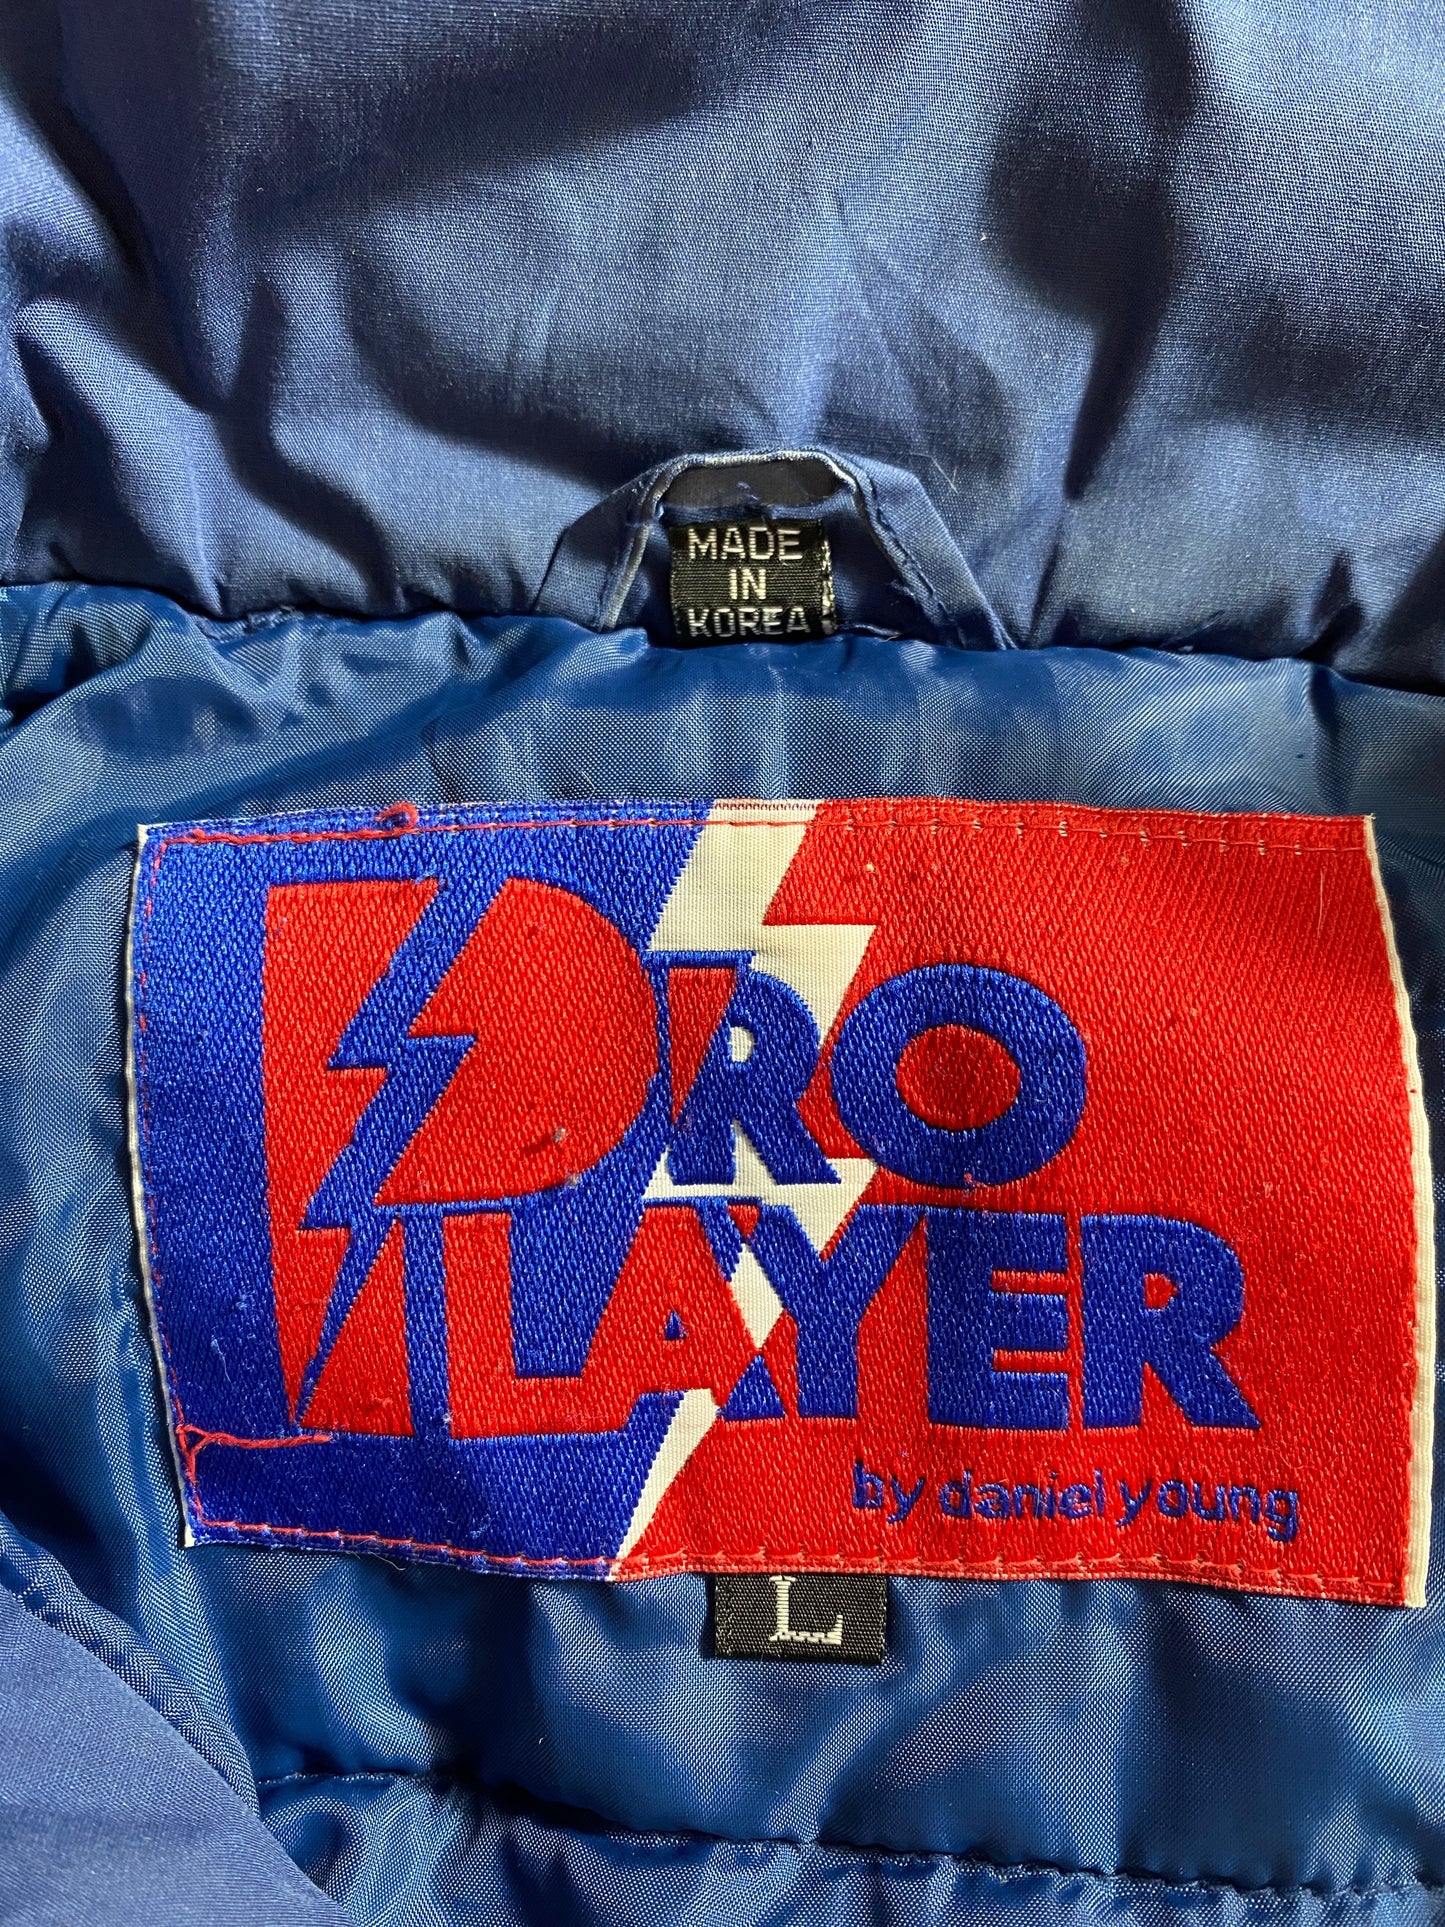 MADE
IN
KOREA
PRO
PLAYER
by daniel young
L